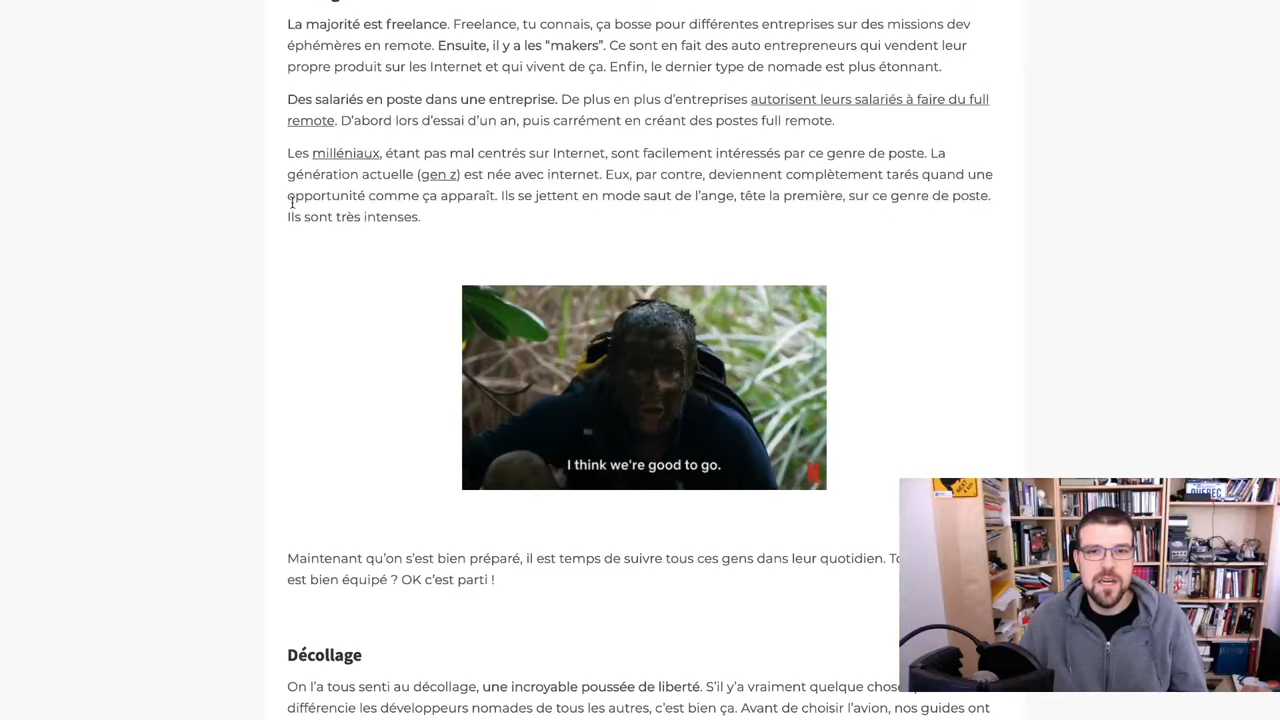 La majorité est freelance. Freelance, tu connais, ça bosse pour différentes entreprises sur des missions dev
éphémères en remote. Ensuite, il y a les “makers”. Ce sont en fait des auto entrepreneurs qui vendent leur
propre produit sur les Internet et qui vivent de ça. Enfin, le dernier type de nomade est plus étonnant.
Des salariés en poste dans une entreprise. De plus en plus d’entreprises autorisent leurs salariés à faire du full
remote. D’abord lors d’essai d’un an, puis carrément en créant des postes full remote.
Les milléniaux, étant pas mal centrés sur Internet, sont facilement intéressés par ce genre de poste. La
génération actuelle (gen z) est née avec internet. Eux, par contre, deviennent complètement tarés quand une
opportunité comme ça apparaît. Ils se jettent en mode saut de l’ange, tête la première, sur ce genre de poste.
Ils sont très intenses.
I think we’re good to go.
N
QUÉBEC
Maintenant qu’on s’est bien préparé, il est temps de suivre tous ces gens dans leur quotidien.
est bien équipé ? OK c’est parti !
Décollage
On l’a tous senti au décollage, une incroyable poussée de liberté. S’il y’a vraiment quelque
différencie les développeurs nomades de tous les autres, c’est bien ça. Avant de choisir l’avion, nos guides ont